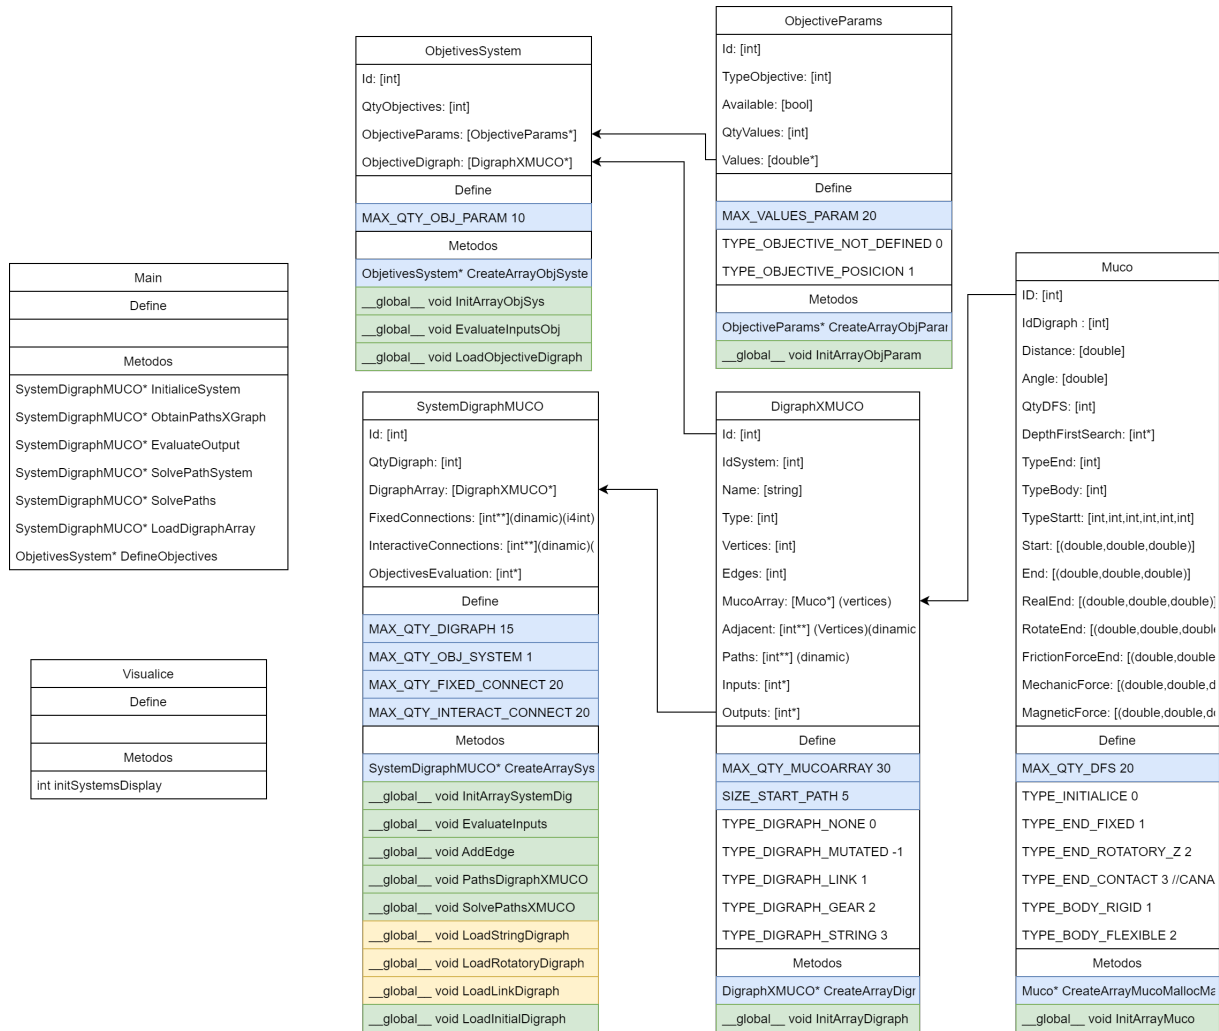 Main
Define
Metodos
SystemDigraphMUCO* InitialiceSystem
SystemDigraphMUCO* ObtainPathsXGraph
SystemDigraphMUCO* EvaluateOutput
SystemDigraphMUCO* SolvePathSystem
SystemDigraphMUCO* SolvePaths
SystemDigraphMUCO* LoadDigraphArray
ObjetivesSystem* DefineObjectives
Visualice
Define
Metodos
int initSystemsDisplay
ObjetivesSystem
Id: [int]
QtyObjectives: [int]
ObjectiveParams: [ObjectiveParams*]
ObjectiveDigraph: [DigraphXMUCO*]
Define
MAX_QTY_OBJ_PARAM 10
Metodos
ObjetivesSystem* CreateArrayObjSyste
__global__ void InitArrayObjSys
__global__ void EvaluateInputsObj
__global__ void LoadObjectiveDigraph
SystemDigraphMUCO
Id: [int]
QtyDigraph: [int]
DigraphArray: [DigraphXMUCO*]
FixedConnections: [int**](dinamic)(i4int)
InteractiveConnections: [int**](dinamic)(
ObjectivesEvaluation: [int*]
Define
MAX_QTY_DIGRAPH 15
MAX_QTY_OBJ_SYSTEM 1
MAX_QTY_FIXED_CONNECT 20
MAX_QTY_INTERACT_CONNECT 20
Metodos
SystemDigraphMUCO* CreateArraySys
__global__ void InitArraySystemDig
__global__ void EvaluateInputs
__global__ void AddEdge
__global__ void PathsDigraphXMUCO
__global__ void SolvePathsXMUCO
__global__ void LoadStringDigraph
__global__ void LoadRotatoryDigraph
__global__ void LoadLinkDigraph
__global__ void LoadInitialDigraph
ObjectiveParams
Id: [int]
TypeObjective: [int]
Available: [bool]
QtyValues: [int]
Values: [double*]
Define
MAX_VALUES_PARAM 20
TYPE_OBJECTIVE_NOT_DEFINED 0
TYPE_OBJECTIVE_POSICION 1
Metodos
ObjectiveParams* CreateArrayObjParar
__global__ void InitArrayObjParam
DigraphXMUCO
Id: [int]
IdSystem: [int]
Name: [string]
Type: [int]
Vertices: [int]
Edges: [int]
MucoArray: [Muco*] (vertices)
Adjacent: [int**] (Vertices)(dinamic
Paths: [int**] (dinamic)
Inputs: [int*]
Outputs: [int*]
Define
MAX_QTY_MUCOARRAY 30
SIZE_START_PATH 5
TYPE_DIGRAPH_NONE 0
TYPE_DIGRAPH_MUTATED -1
TYPE_DIGRAPH_LINK 1
TYPE_DIGRAPH_GEAR 2
TYPE_DIGRAPH_STRING 3
Metodos
DigraphXMUCO* CreateArrayDigr
__global__ void InitArrayDigraph
Muco
ID: [int]
IdDigraph : [int]
Distance: [double]
Angle: [double]
QtyDFS: [int]
DepthFirstSearch: [int*]
TypeEnd: [int]
TypeBody: [int]
TypeStartt: [int,int,int,int,int,int]
Start: [(double,double,double)]
End: [(double,double,double)]
RealEnd: [(double,double,double)]
RotateEnd: [(double,double,double
FrictionForceEnd: [(double,double
MechanicForce: [(double,double,d
MagneticForce: [(double,double,do
Define
MAX_QTY_DFS 20
TYPE_INITIALICE 0
TYPE_END_FIXED 1
TYPE_END_ROTATORY_Z 2
TYPE_END_CONTACT 3 //CANA
TYPE_BODY_RIGID 1
TYPE_BODY_FLEXIBLE 2
Metodos
Muco* CreateArrayMucoMallocMa
__global__ void InitArrayMuco